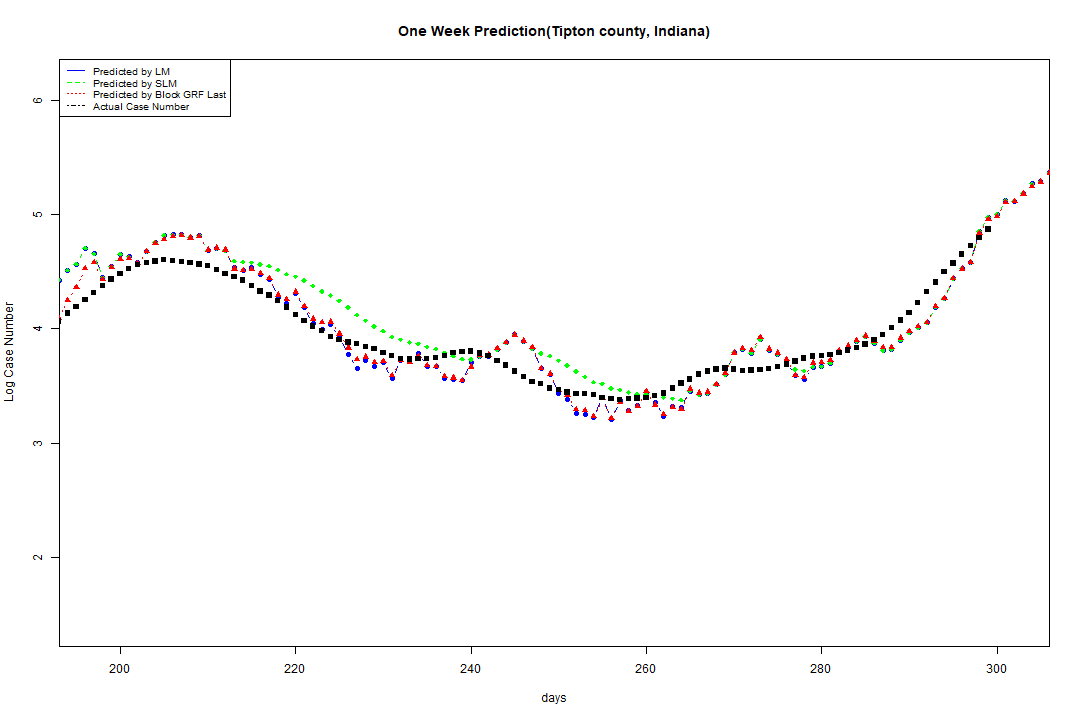 One Week Prediction(Tipton county, Indiana)
Predicted by LM
Predicted by SLM
Predicted by Block GRF Last
Actual Case Number
Log Case Number
6
5
4
3
2
200 220 240 260 280 300
days